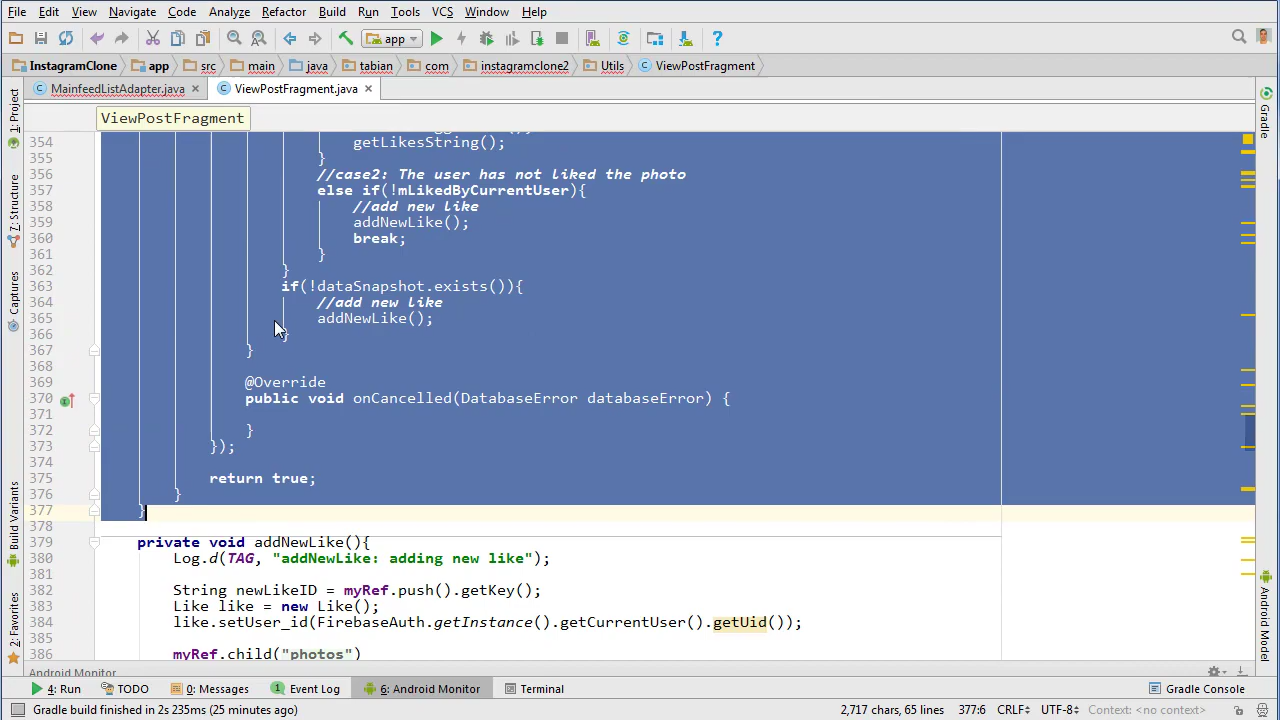 File Edit View Navigate Code Analyze Refactor Build Run Tools VCS Window Help
app
InstagramClone app src main java tabian com instagramclone2 Utils ViewPostFragment
MainfeedListAdapter.java ViewPostFragment.java
ViewPostFragment
354 getLikesString();
355 }
356 //case2: The user has not liked the photo
357 else if(!mLikedByCurrentUser){
358 //add new like
359 addNewLike();
360 break;
361 }
362 }
363 if(!dataSnapshot.exists()){
364 //add new like
365 addNewLike();
366 }
367 }
368
369 @Override
370 public void onCancelled(DatabaseError databaseError) {
371
372 }
373 });
374
375 return true;
376 }
377 }
378
379 private void addNewLike(){
380 Log.d(TAG, "addNewLike: adding new like");
381
382 String newLikeID = myRef.push().getKey();
383 Like like = new Like();
384 like.setUser_id(FirebaseAuth.getInstance().getCurrentUser().getUid());
385
386 myRef.child("photos")
1: Project
7: Structure
Captures
Build Variants
2: Favorites
Gradle
Android Model
Android Monitor
4: Run TODO 0: Messages 1 Event Log 6: Android Monitor Terminal Gradle Console
Gradle build finished in 2s 235ms (25 minutes ago) 2,717 chars, 65 lines 377:6 CRLF÷ UTF-8÷ Context: <no context>